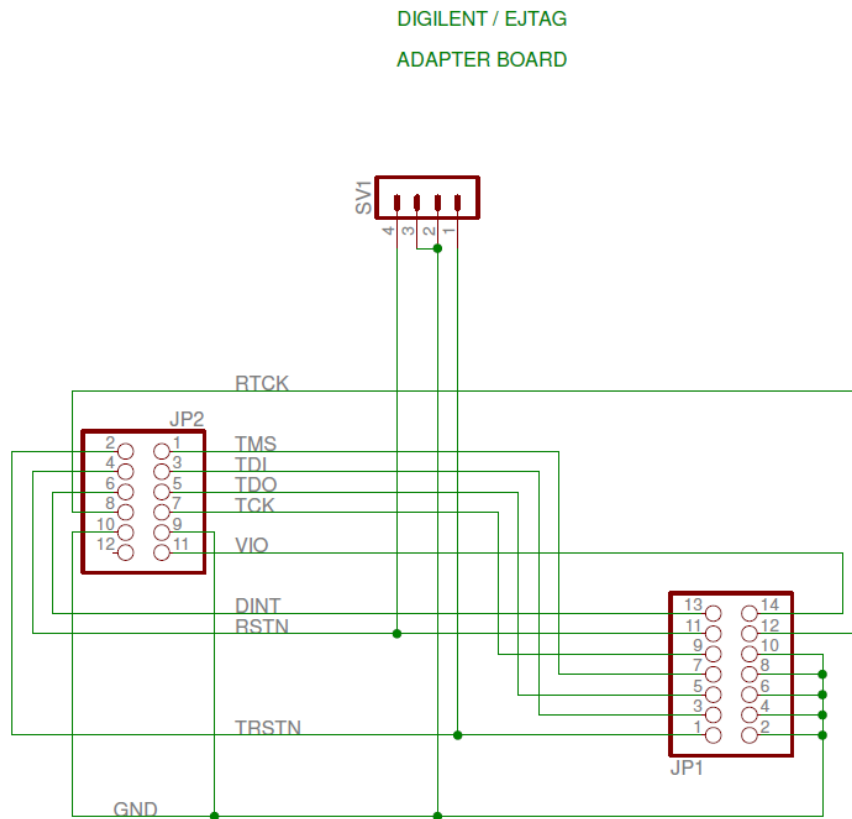 DIGILENT / EJTAG
ADAPTER BOARD
SV1
4 3 2 1
RTCK
JP2
2 1 TMS
4 3 TDI
6 5 TDO
8 7 TCK
10 9
12 11 VIO
DINT 13 14
RSTN 11 12
9 10
7 8
5 6
3 4
TRSTN 1 2
JP1
GND